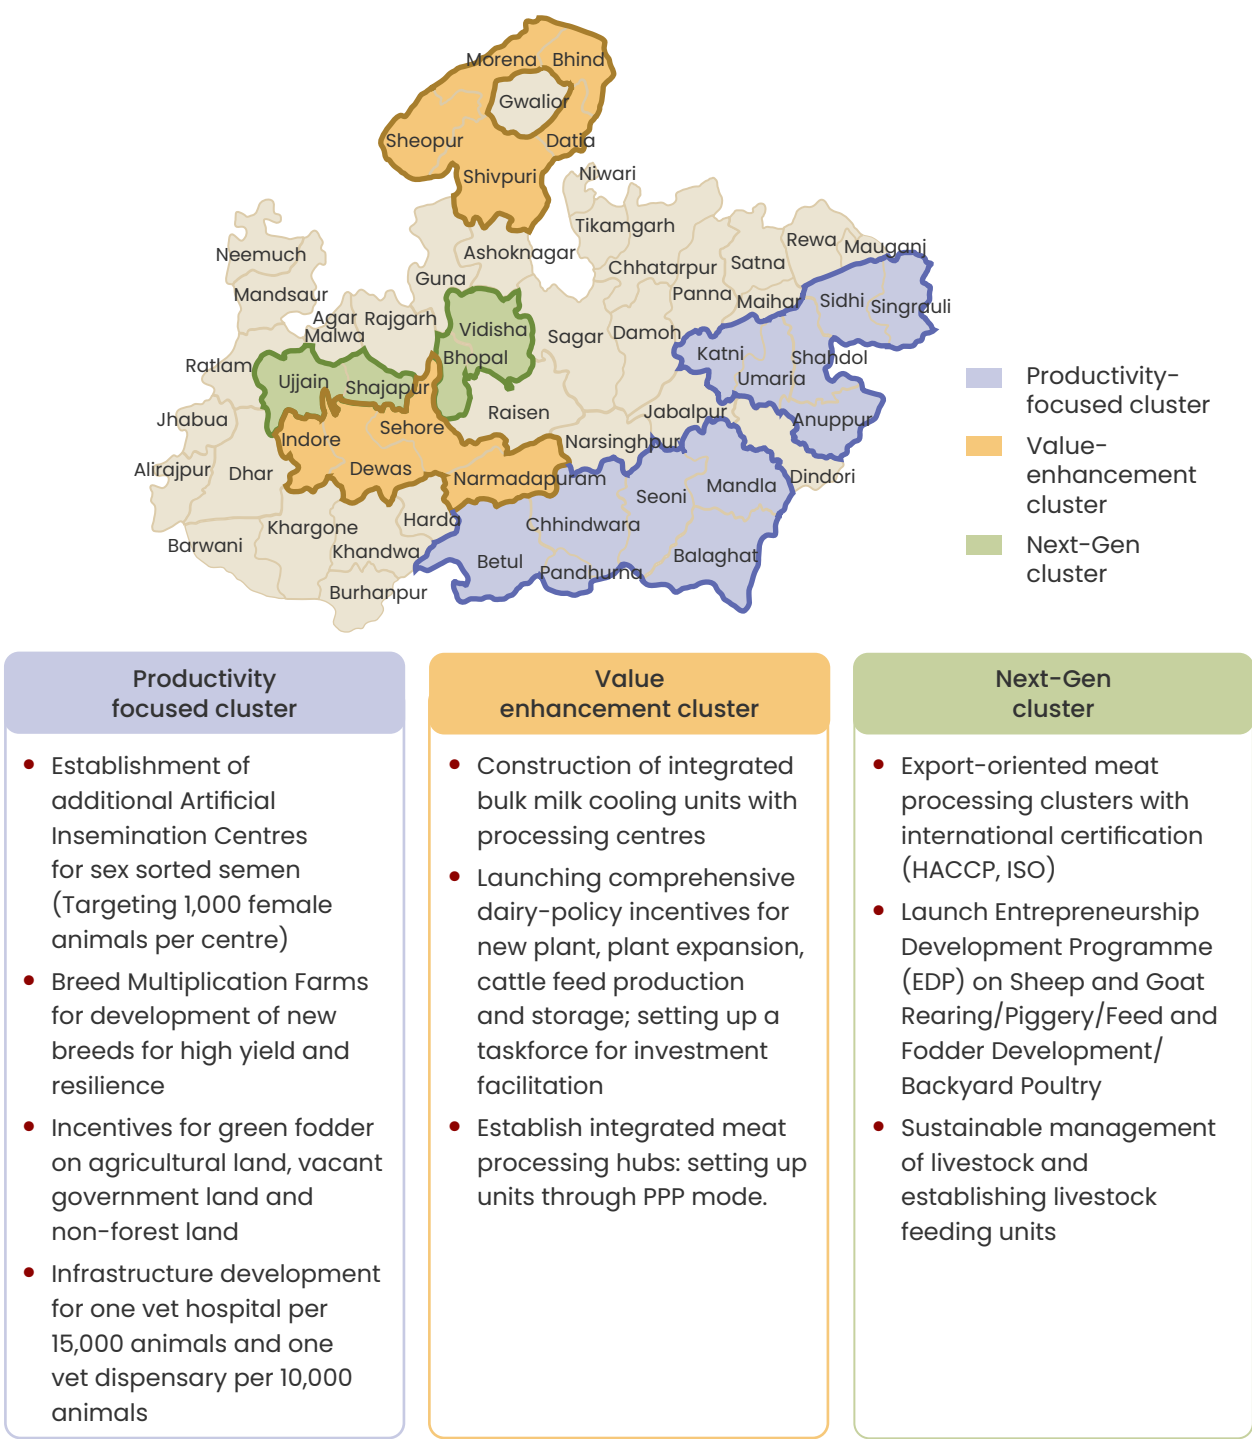 Morena Bhind
Gwalior
Sheopur
Datia
Shivpuri
Niwari
Tikamgarh
Neemuch
Ashoknagar
Rewa
Mauganj
Chhatarpur
Satna
Guna
Mandsaur
Panna
Maihar
Sidhi
Singrauli
Agar
Malwa
Rajgarh
Vidisha
Sagar
Damoh
Ratlam
Bhopal
Katni
Shahdol
Ujjain
Shajapur
Umaria
Jhabua
Raisen
Jabalpur
Anuppur
Indore
Sehore
Narsinghpur
Alirajpur
Dhar
Dewas
Narmadapuram
Seoni
Mandla
Dindori
Khargone
Harda
Chhindwara
Barwani
Khandwa
Betul
Pandhurna
Balaghat
Burhanpur
Productivity-
focused cluster
Value-
enhancement
cluster
Next-Gen
cluster
Productivity
focused cluster
• Establishment of
additional Artificial
Insemination Centres
for sex sorted semen
(Targeting 1,000 female
animals per centre)
• Breed Multiplication Farms
for development of new
breeds for high yield and
resilience
• Incentives for green fodder
on agricultural land, vacant
government land and
non-forest land
• Infrastructure development
for one vet hospital per
15,000 animals and one
vet dispensary per 10,000
animals
Value
enhancement cluster
• Construction of integrated
bulk milk cooling units with
processing centres
• Launching comprehensive
dairy-policy incentives for
new plant, plant expansion,
cattle feed production
and storage; setting up a
taskforce for investment
facilitation
• Establish integrated meat
processing hubs: setting up
units through PPP mode.
Next-Gen
cluster
• Export-oriented meat
processing clusters with
international certification
(HACCP, ISO)
• Launch Entrepreneurship
Development Programme
(EDP) on Sheep and Goat
Rearing/Piggery/Feed and
Fodder Development/
Backyard Poultry
• Sustainable management
of livestock and
establishing livestock
feeding units